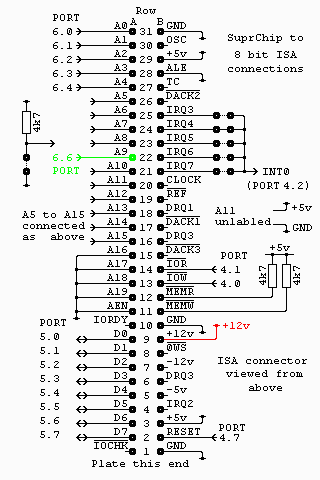 Row
PORT A B
6.0 A0 31 GND SuprChip to
6.1 A1 30 OSC 8 bit ISA
6.2 A2 29 +5v connections
6.3 A3 28 ALE
6.4 A4 27 TC
A5 26 DACK2
A6 25 IRQ3
4k7 A7 24 IRQ4
A8 23 IRQ5
6.6 A9 22 IRQ6
PORT A10 21 IRQ7 INT0
A11 20 CLOCK (PORT 4.2)
A12 19 REF
A5 to A15 A13 18 DRQ1 All +5v
connected A14 17 DACK1 unlabled
as above A15 16 DRQ3 GND
A16 15 DACK3 +5v
A17 14 IOR PORT 4.1
A18 13 IOW 4.0 4k7 4k7
A19 12 MEMR
AEN 11 MEMW
PORT IORDY 10 GND
5.0 D0 9 +12v +12v
5.1 D1 8 0WS
5.2 D2 7 -12v ISA connector
5.3 D3 6 DRQ3 viewed from
5.4 D4 5 -5v above
5.5 D5 4 IRQ2
5.6 D6 3 +5v
5.7 D7 2 RESET PORT 4.7
IOCHK 1 GND
Plate this end